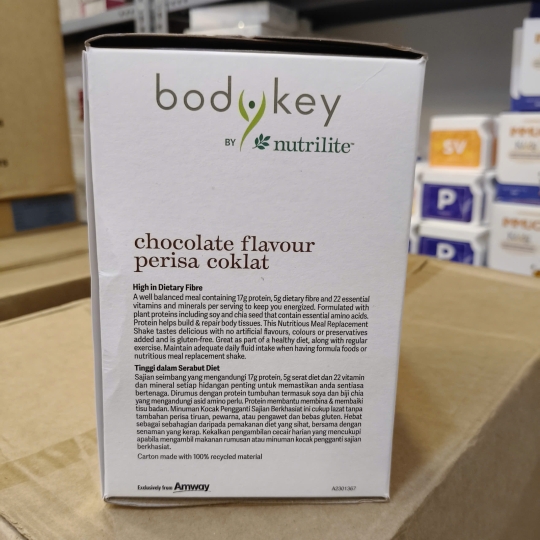 bodykey
BY nutrilite™
chocolate flavour
perisa coklat
High in Dietary Fibre
A well balanced meal containing 17g protein, 5g dietary fibre and 22 essential
vitamins and minerals per serving to keep you energized. Formulated with
plant proteins including soy and chia seed that contain essential amino acids.
Protein helps build & repair body tissues. This Nutritious Meal Replacement
Shake tastes delicious with no artificial flavours, colours or preservatives
added and is gluten-free. Great as part of a healthy diet, along with regular
exercise. Maintain adequate daily fluid intake when having formula foods or
nutritious meal replacement shake.
Tinggi dalam Serabut Diet
Sajian seimbang yang mengandungi 17g protein, 5g serat diet dan 22 vitamin
dan mineral setiap hidangan penting untuk memastikan anda sentiasa
bertenaga. Dirumus dengan protein tumbuhan termasuk soya dan biji chia
yang mengandungi asid amino perlu. Protein membantu membina & membaiki
tisu badan. Minuman Kocak Pengganti Sajian Berkhasiat ini cukup lazat tanpa
tambahan perisa tiruan, pewarna, atau pengawet dan bebas gluten. Hebat
sebagai sebahagian daripada pemakanan diet yang sihat, bersama dengan
senaman yang kerap. Kekalkan pengambilan cecair harian yang mencukupi
apabila mengambil makanan rumusan atau minuman kocak pengganti sajian
berkhasiat.
Carton made with 100% recycled material
Exclusively from Amway
A2301367
SV
P
P